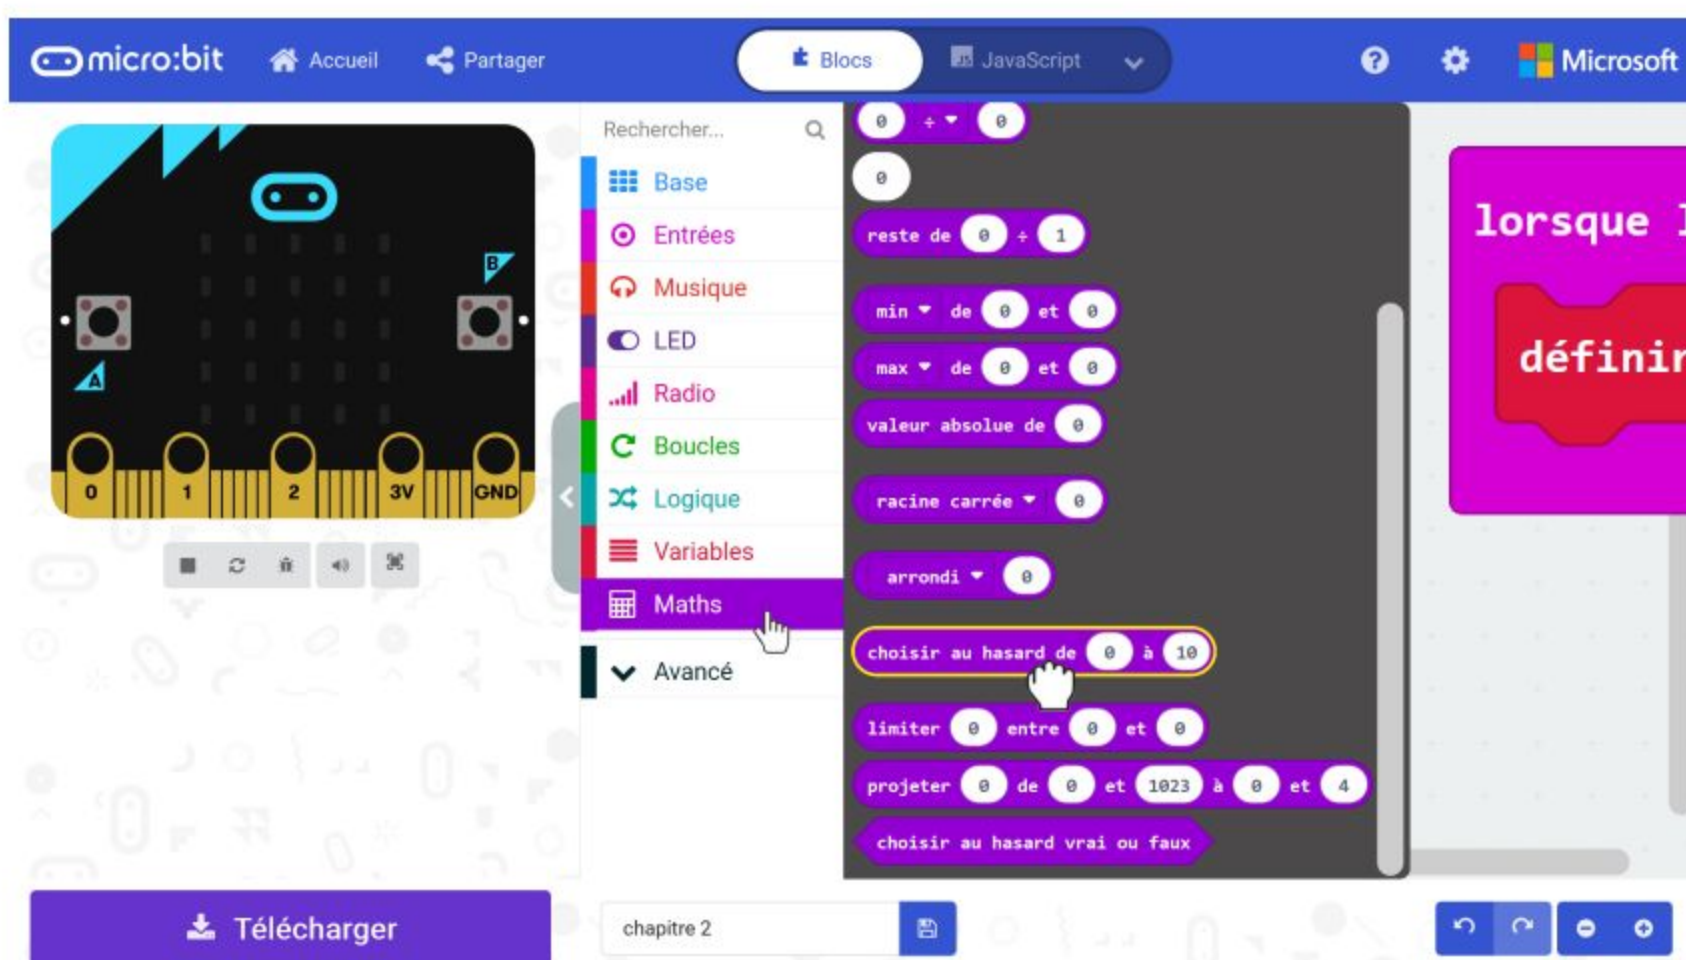 micro:bit Accueil Partager Blocs JavaScript Microsoft
Rechercher...
Base
Entrées
Musique
LED
Radio
Boucles
Logique
Variables
Maths
Avancé
0 ÷ 0
0
reste de 0 ÷ 1
min de 0 et 0
max de 0 et 0
valeur absolue de 0
racine carrée 0
arrondi 0
choisir au hasard de 0 à 10
limiter 0 entre 0 et 0
projeter 0 de 0 et 1023 à 0 et 4
choisir au hasard vrai ou faux
lorsque
définir
B
A
0 1 2 3V GND
Télécharger
chapitre 2